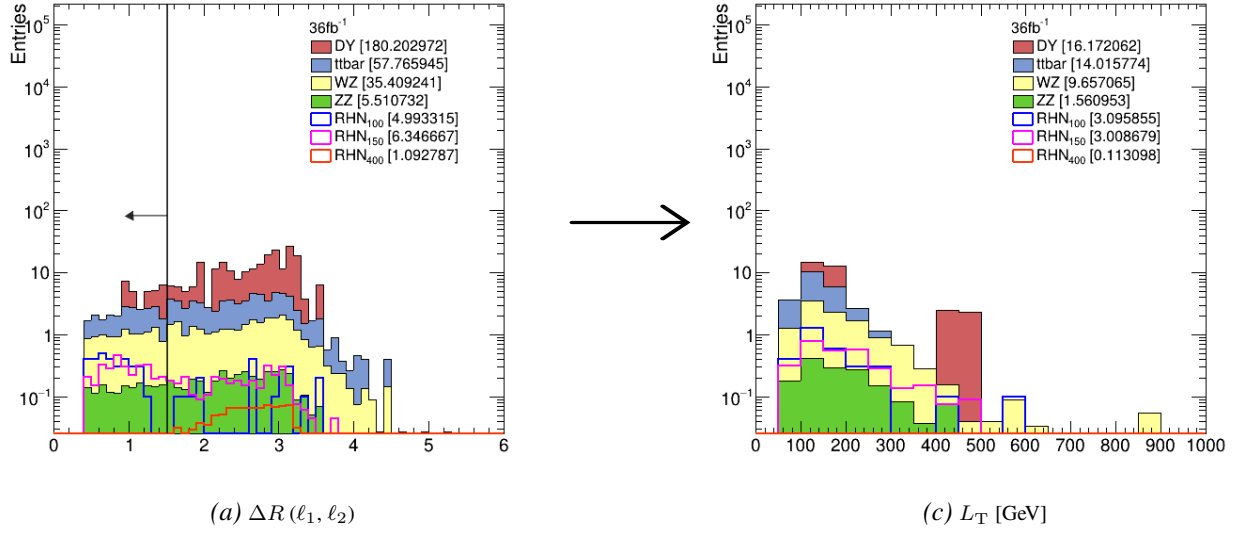 Entries
10⁵
10⁴
10³
10²
10
1
10⁻¹
36fb⁻¹
DY [180.202972]
ttbar [57.765945]
WZ [35.409241]
ZZ [5.510732]
RHN₁₀₀ [4.993315]
RHN₁₅₀ [6.346667]
RHN₄₀₀ [1.092787]
0 1 2 3 4 5 6
(a) ΔR (ℓ₁, ℓ₂)
Entries
10⁵
10⁴
10³
10²
10
1
10⁻¹
36fb⁻¹
DY [16.172062]
ttbar [14.015774]
WZ [9.657065]
ZZ [1.560953]
RHN₁₀₀ [3.095855]
RHN₁₅₀ [3.008679]
RHN₄₀₀ [0.113098]
0 100 200 300 400 500 600 700 800 900 1000
(c) L_T [GeV]